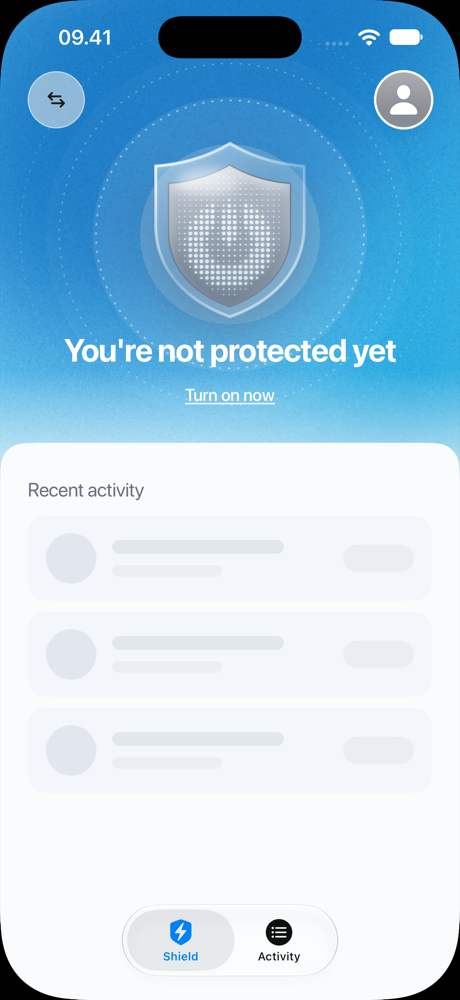 09.41
You're not protected yet
Turn on now
Recent activity
Shield
Activity